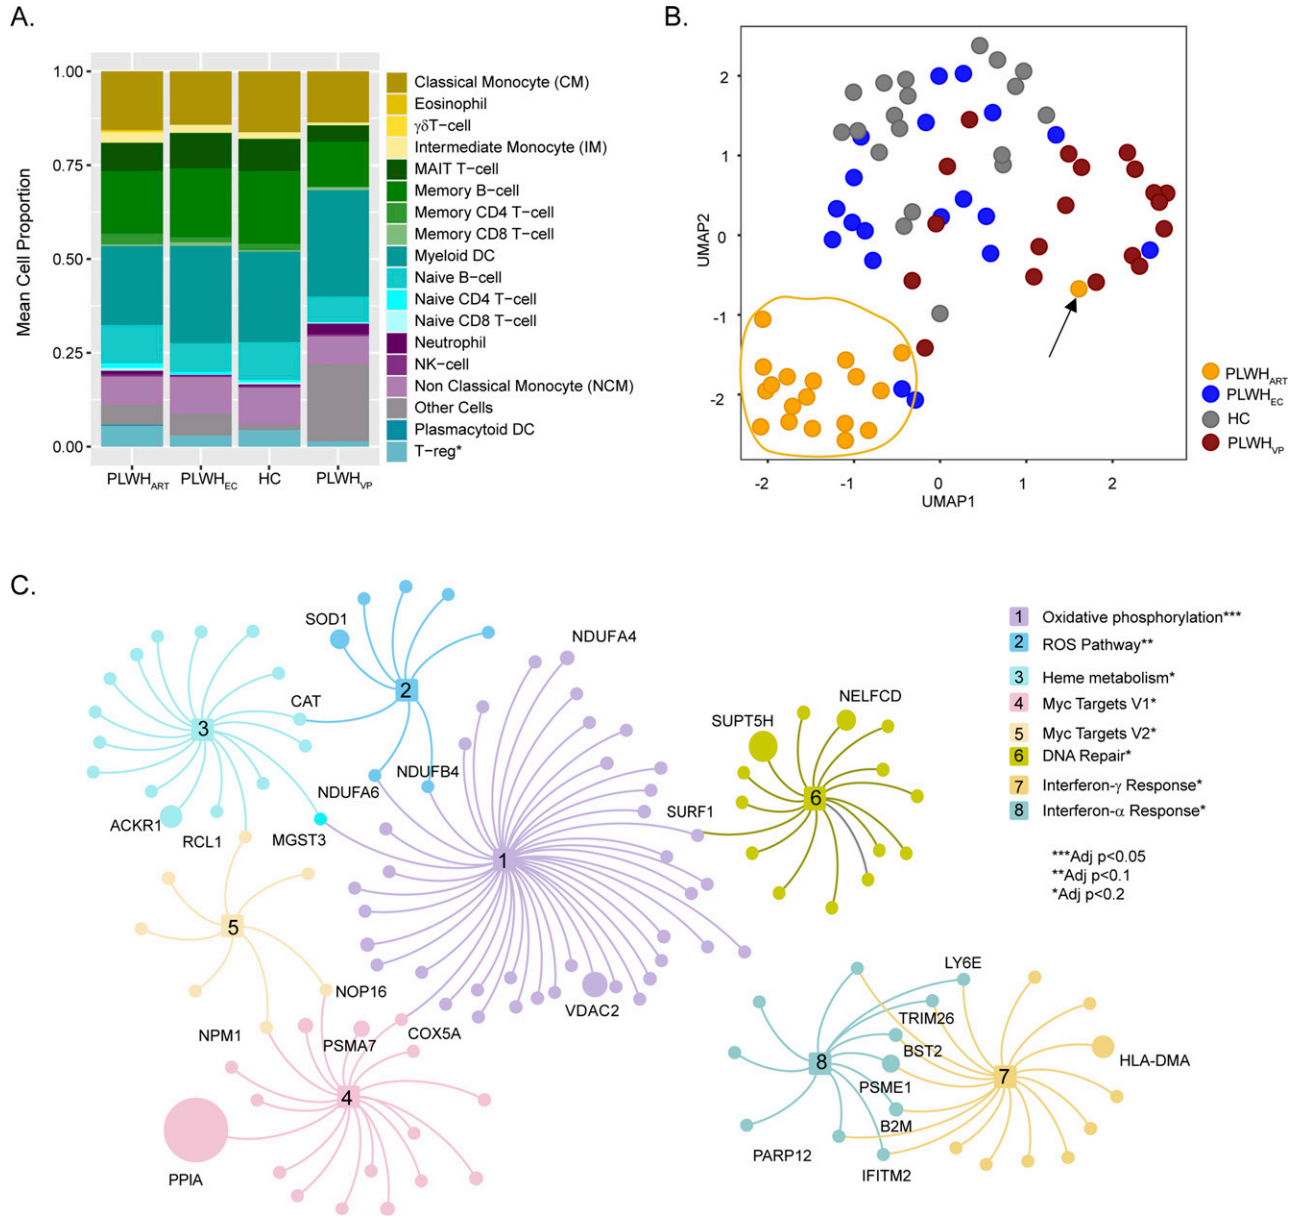 A.
1.00
0.75
0.50
0.25
0.00
Mean Cell Proportion
PLWHART
PLWHEC
HC
PLWHVP
Classical Monocyte (CM)
Eosinophil
γδT−cell
Intermediate Monocyte (IM)
MAIT T−cell
Memory B−cell
Memory CD4 T−cell
Memory CD8 T−cell
Myeloid DC
Naive B−cell
Naive CD4 T−cell
Naive CD8 T−cell
Neutrophil
NK−cell
Non Classical Monocyte (NCM)
Other Cells
Plasmacytoid DC
T−reg*
B.
2
1
0
-1
-2
UMAP2
-2
-1
0
1
2
UMAP1
PLWHART
PLWHEC
HC
PLWHVP
C.
SOD1
NDUFA4
2
CAT
3
NDUFB4
NDUFA6
ACKR1
RCL1
MGST3
SURF1
1
5
NOP16
NPM1
PSMA7
COX5A
VDAC2
4
PPIA
NELFCD
SUPT5H
6
LY6E
TRIM26
BST2
8
PSME1
7
HLA-DMA
B2M
PARP12
IFITM2
1 Oxidative phosphorylation***
2 ROS Pathway**
3 Heme metabolism*
4 Myc Targets V1*
5 Myc Targets V2*
6 DNA Repair*
7 Interferon-γ Response*
8 Interferon-α Response*
***Adj p<0.05
**Adj p<0.1
*Adj p<0.2